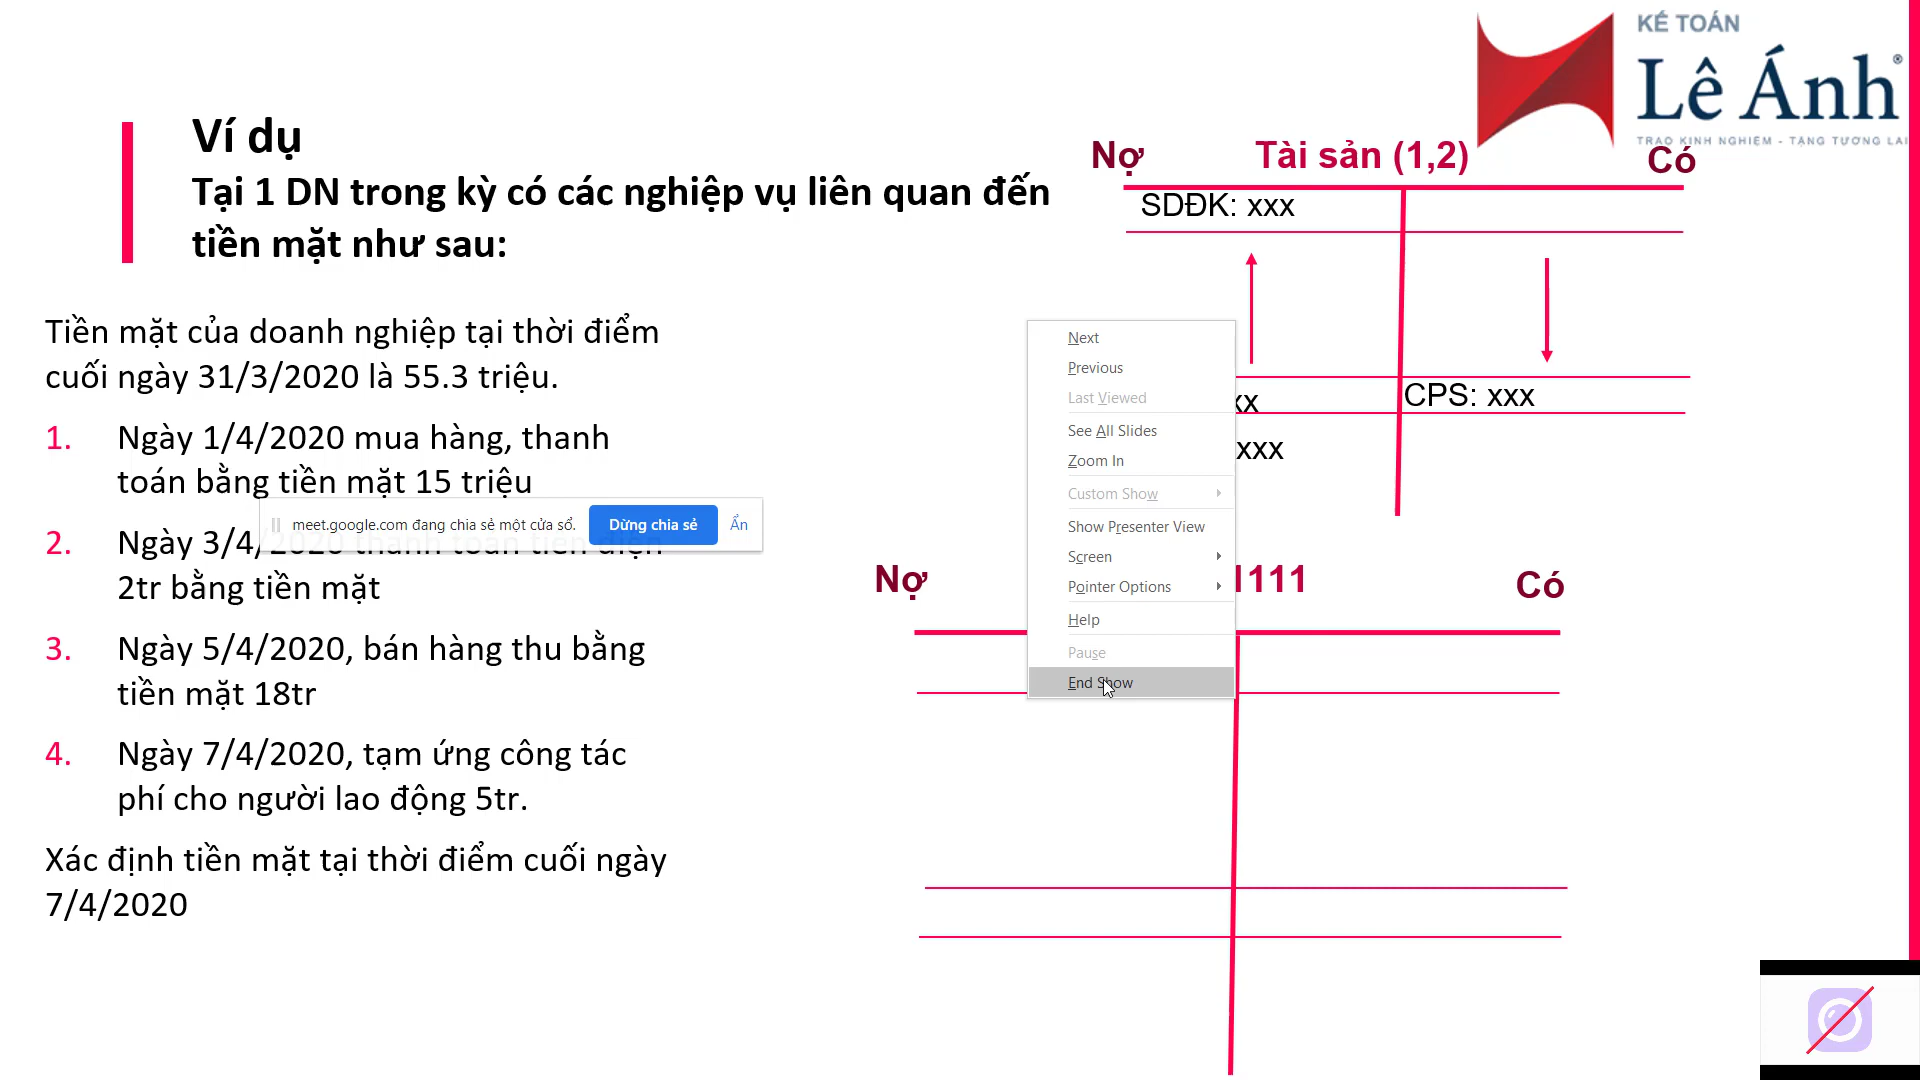 KẾ TOÁN
Lê Ánh®
TRAO KINH NGHIỆM - TẶNG TƯƠNG LAI
Ví dụ
Tại 1 DN trong kỳ có các nghiệp vụ liên quan đến
tiền mặt như sau:
Tiền mặt của doanh nghiệp tại thời điểm
cuối ngày 31/3/2020 là 55.3 triệu.
1. Ngày 1/4/2020 mua hàng, thanh
toán bằng tiền mặt 15 triệu
2. Ngày 3/4/2020 thanh toán tiền điện
2tr bằng tiền mặt
3. Ngày 5/4/2020, bán hàng thu bằng
tiền mặt 18tr
4. Ngày 7/4/2020, tạm ứng công tác
phí cho người lao động 5tr.
Xác định tiền mặt tại thời điểm cuối ngày
7/4/2020
meet.google.com đang chia sẻ một cửa sổ. Dừng chia sẻ Ẩn
Nợ Tài sản (1,2) Có
SDĐK: xxx
xx CPS: xxx
xxx
Next
Previous
Last Viewed
See All Slides
Zoom In
Custom Show
Show Presenter View
Screen
Pointer Options
Help
Pause
End Show
Nợ 1111 Có